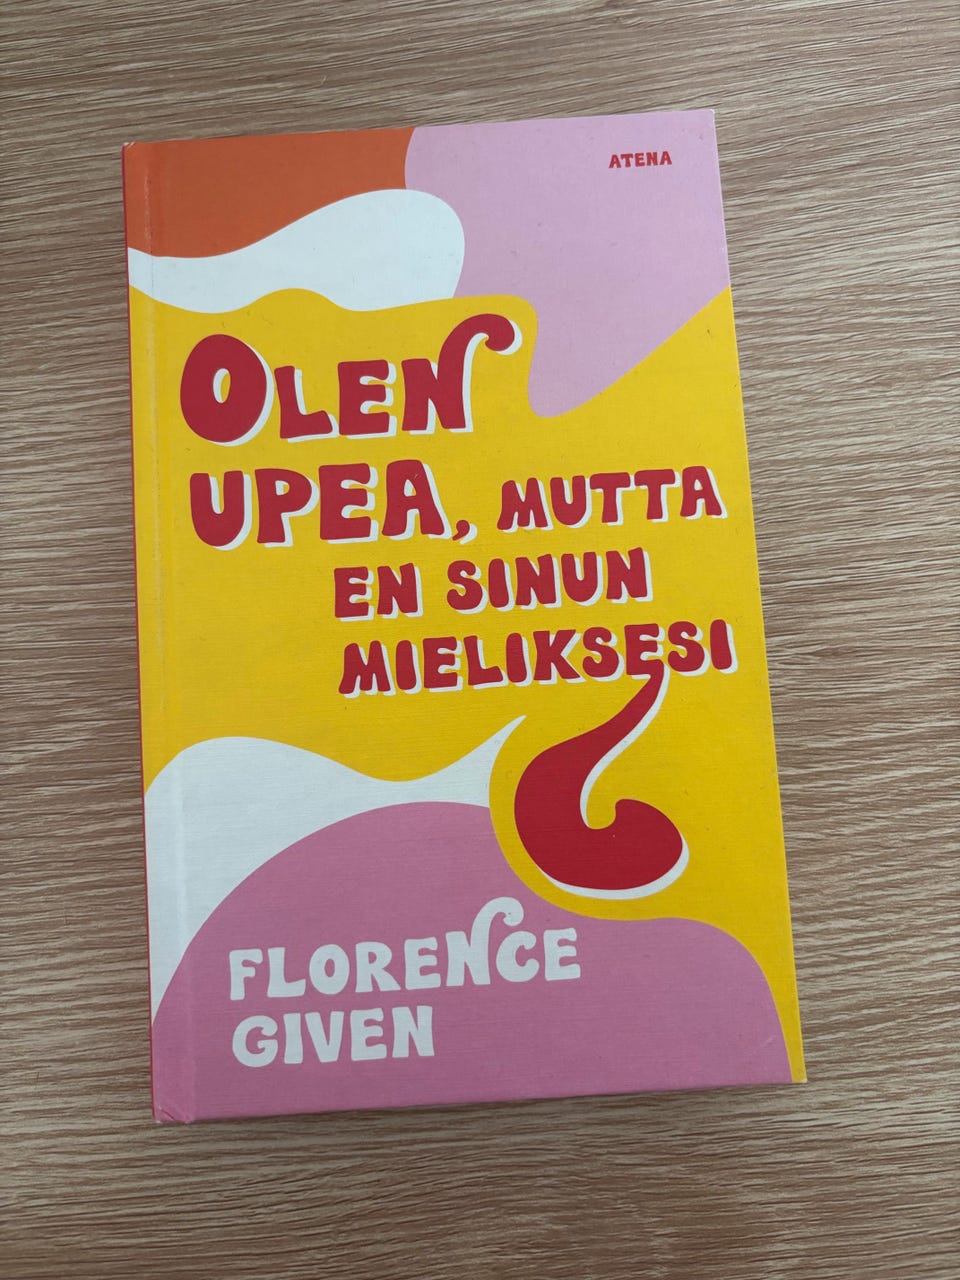 ATENA
OLEN
UPEA, MUTTA
EN SINUN
MIELIKSESI
FLORENCE
GIVEN